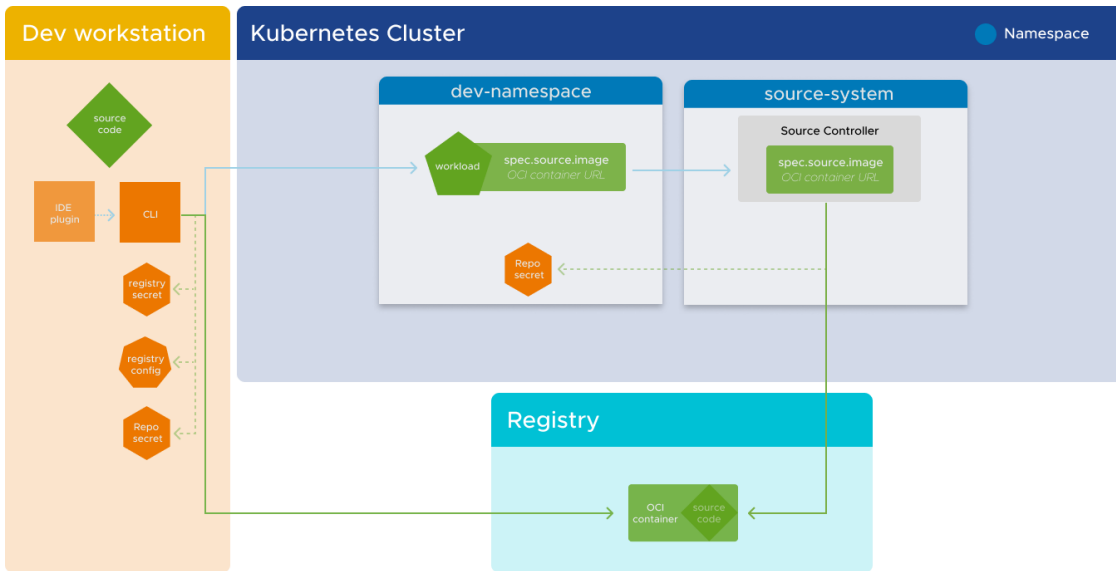 Dev workstation
source
code
IDE
plugin
CLI
registry
secret
registry
config
Repo
secret
Kubernetes Cluster
Namespace
dev-namespace
workload
spec.source.image
OCI container URL
Repo
secret
source-system
Source Controller
spec.source.image
OCI container URL
Registry
OCI
container
source
code